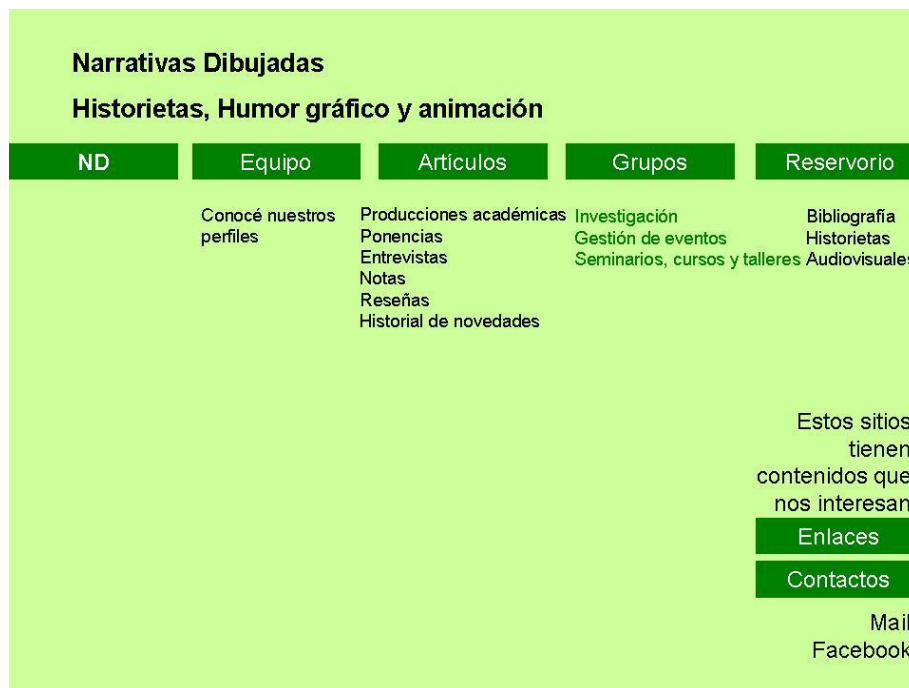 Narrativas Dibujadas
Historietas, Humor gráfico y animación
ND
Equipo
Artículos
Grupos
Reservorio
Conocé nuestros
perfiles
Producciones académicas
Ponencias
Entrevistas
Notas
Reseñas
Historial de novedades
Investigación
Gestión de eventos
Seminarios, cursos y talleres
Bibliografía
Historietas
Audiovisuales
Estos sitios
tienen
contenidos que
nos interesan
Enlaces
Contactos
Mail
Facebook